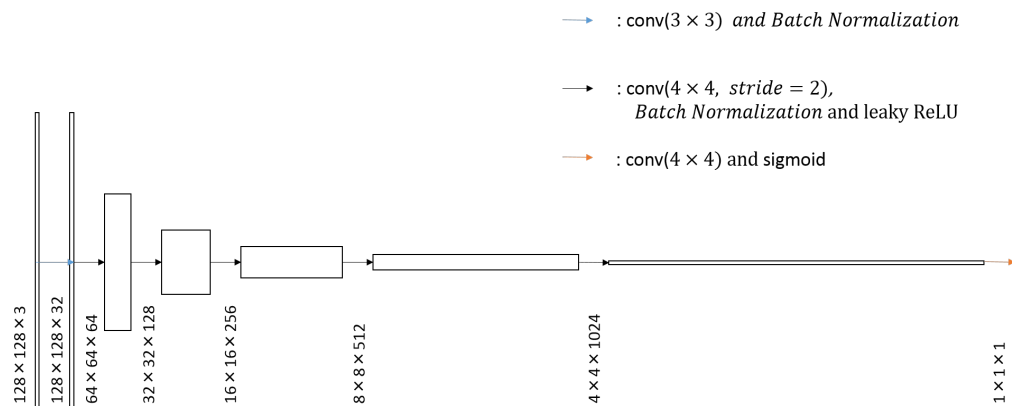 : conv(3 × 3) and Batch Normalization
: conv(4 × 4, stride = 2),
Batch Normalization and leaky ReLU
: conv(4 × 4) and sigmoid
128×128×3
128×128×32
64×64×64
32×32×128
16×16×256
8×8×512
4×4×1024
1×1×1